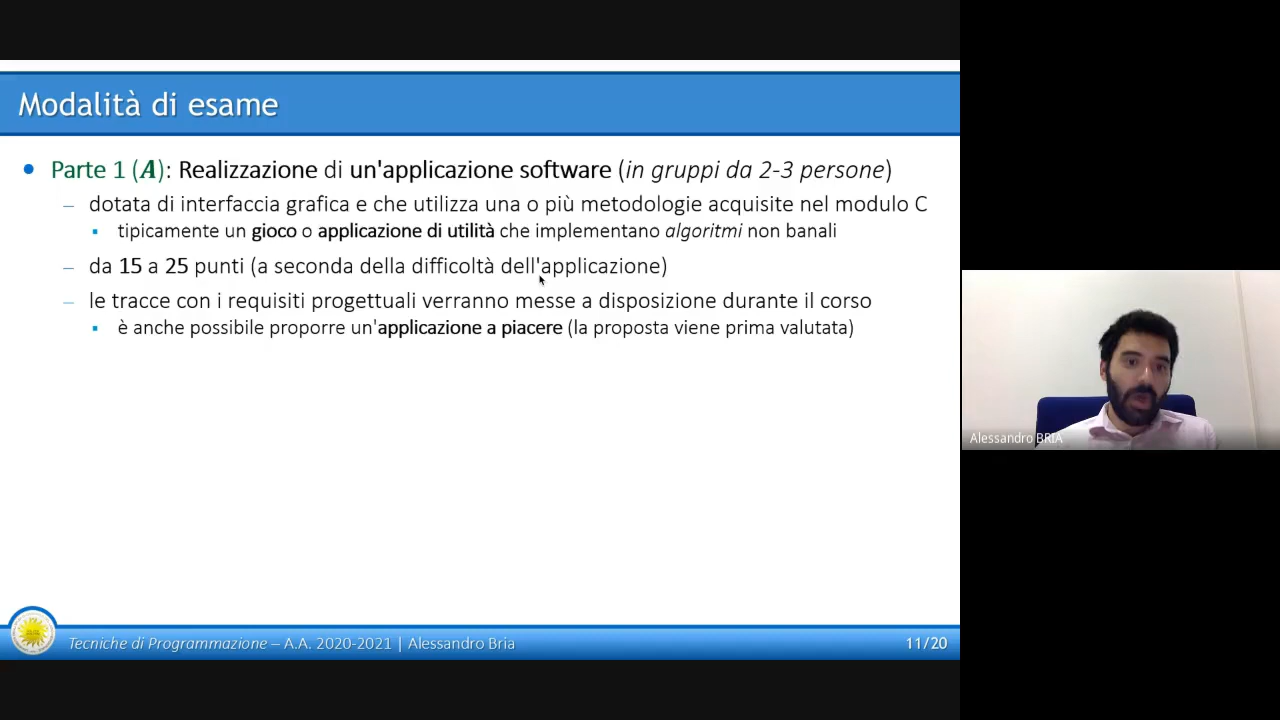 Modalità di esame
• Parte 1 (A): Realizzazione di un'applicazione software (in gruppi da 2-3 persone)
– dotata di interfaccia grafica e che utilizza una o più metodologie acquisite nel modulo C
▪ tipicamente un gioco o applicazione di utilità che implementano algoritmi non banali
– da 15 a 25 punti (a seconda della difficoltà dell'applicazione)
– le tracce con i requisiti progettuali verranno messe a disposizione durante il corso
▪ è anche possibile proporre un'applicazione a piacere (la proposta viene prima valutata)
Alessandro BRIA
Tecniche di Programmazione – A.A. 2020-2021 | Alessandro Bria
11/20